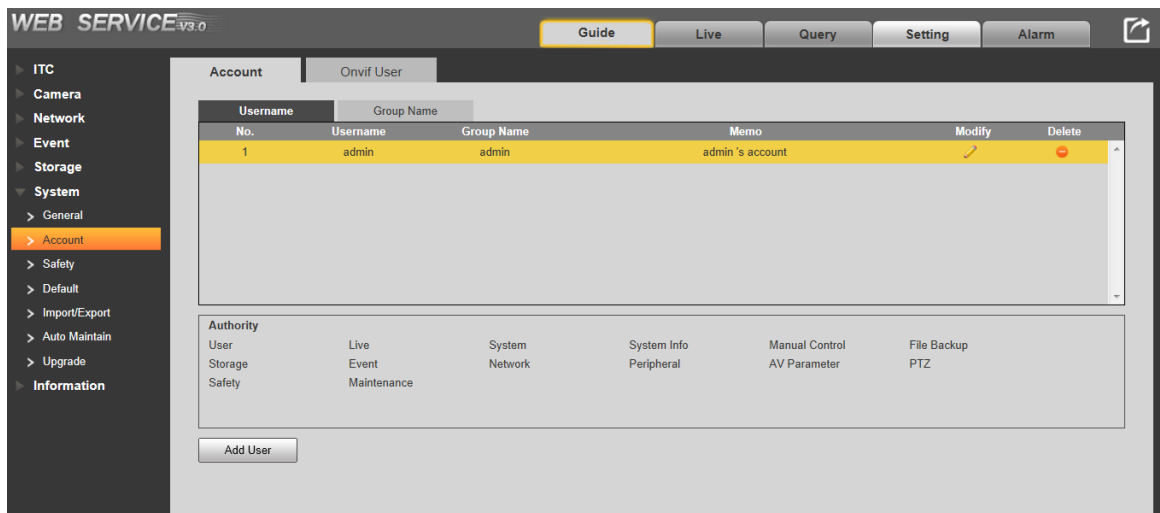 WEB SERVICE V3.0
Guide Live Query Setting Alarm
ITC
Camera
Network
Event
Storage
System
General
Account
Safety
Default
Import/Export
Auto Maintain
Upgrade
Information
Account Onvif User
Username Group Name
No. Username Group Name Memo Modify Delete
1 admin admin admin 's account
Authority
User Live System System Info Manual Control File Backup
Storage Event Network Peripheral AV Parameter PTZ
Safety Maintenance
Add User